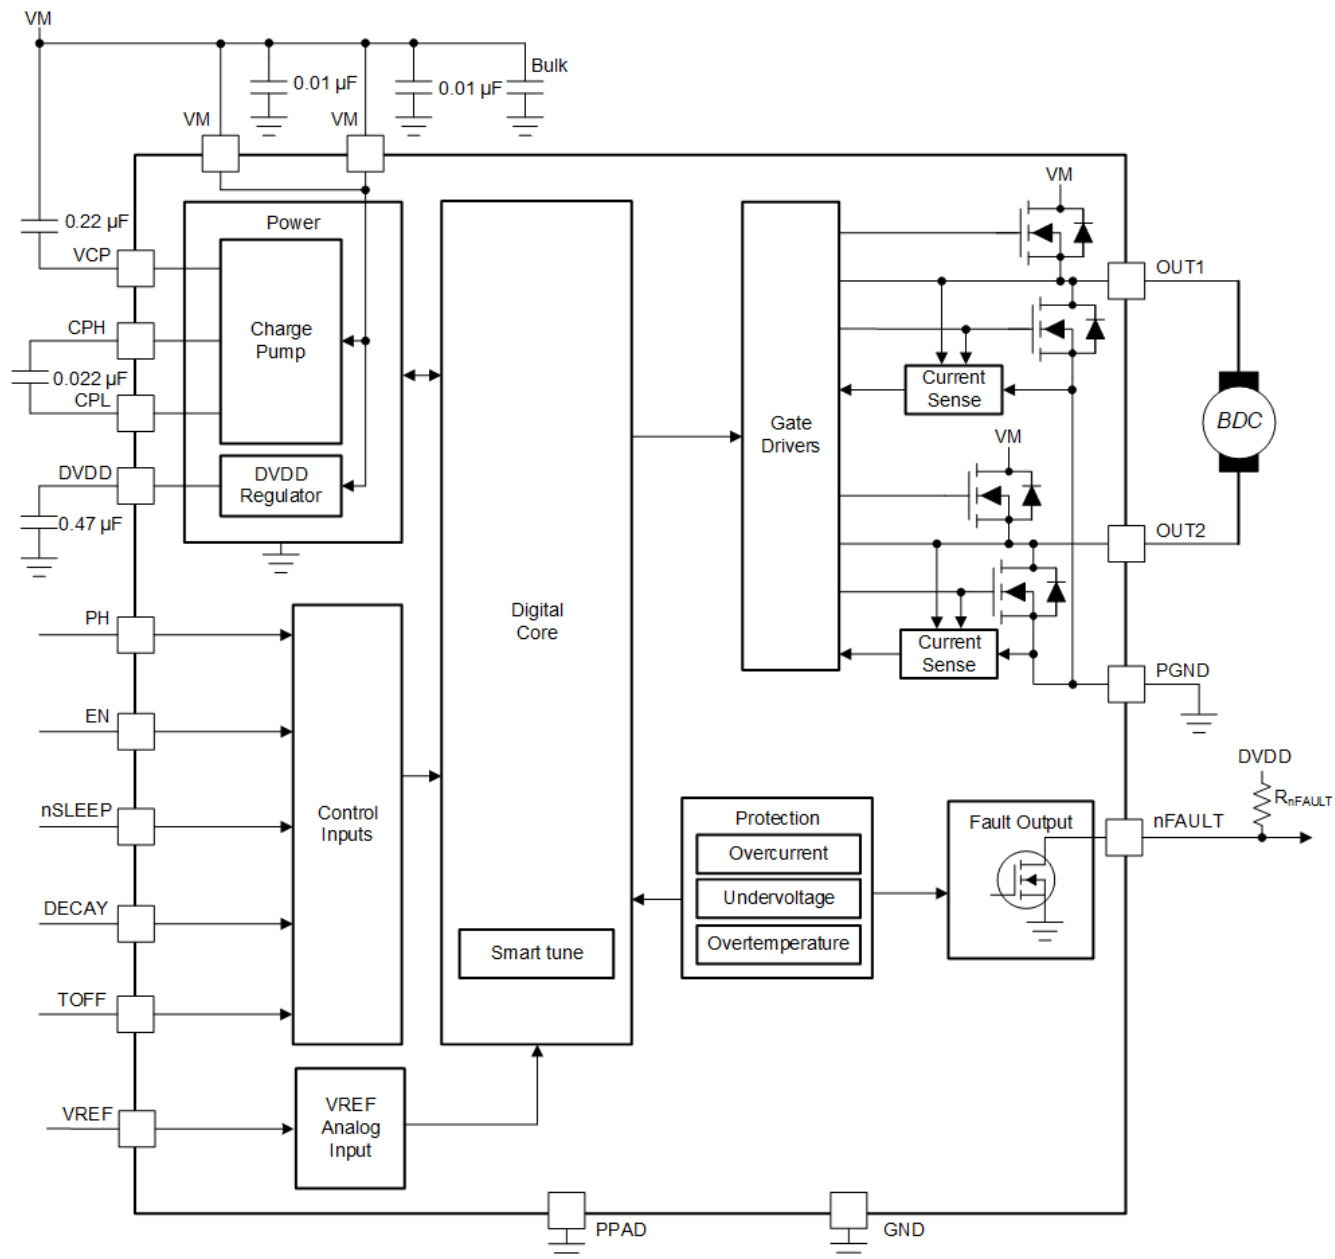 VM
0.01 µF
0.01 µF
Bulk
VM
VM
0.22 µF
VCP
CPH
0.022 µF
CPL
DVDD
0.47 µF
Power
Charge
Pump
DVDD
Regulator
PH
EN
nSLEEP
DECAY
TOFF
VREF
Control
Inputs
VREF
Analog
Input
Digital
Core
Smart tune
Gate
Drivers
VM
OUT1
Current
Sense
BDC
VM
OUT2
Current
Sense
PGND
DVDD
RnFAULT
Protection
Overcurrent
Undervoltage
Overtemperature
Fault Output
nFAULT
PPAD
GND